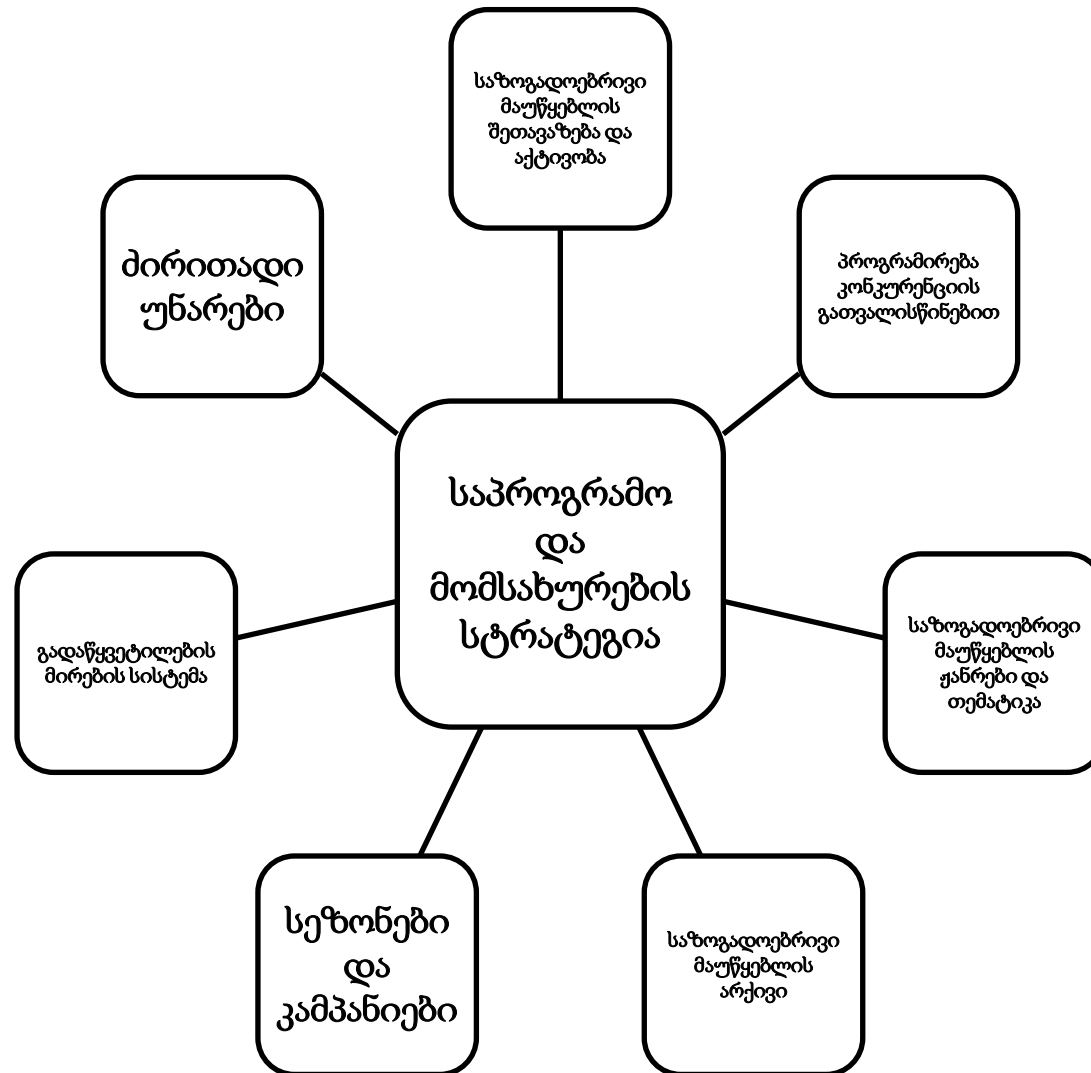 საზოგადოებრივი
მაუწყებლის
შეთავაზება და
აქტივობა
ძირითადი
უნარები
პროგრამირება
კონკურენციის
გათვალისწინებით
საპროგრამო
და
მომსახურების
სტრატეგია
გადაწყვეტილების
მირების სისტემა
საზოგადოებრივი
მაუწყებლის
ჟანრები და
თემატიკა
სეზონები
და
კამპანიები
საზოგადოებრივი
მაუწყებლის
არქივი